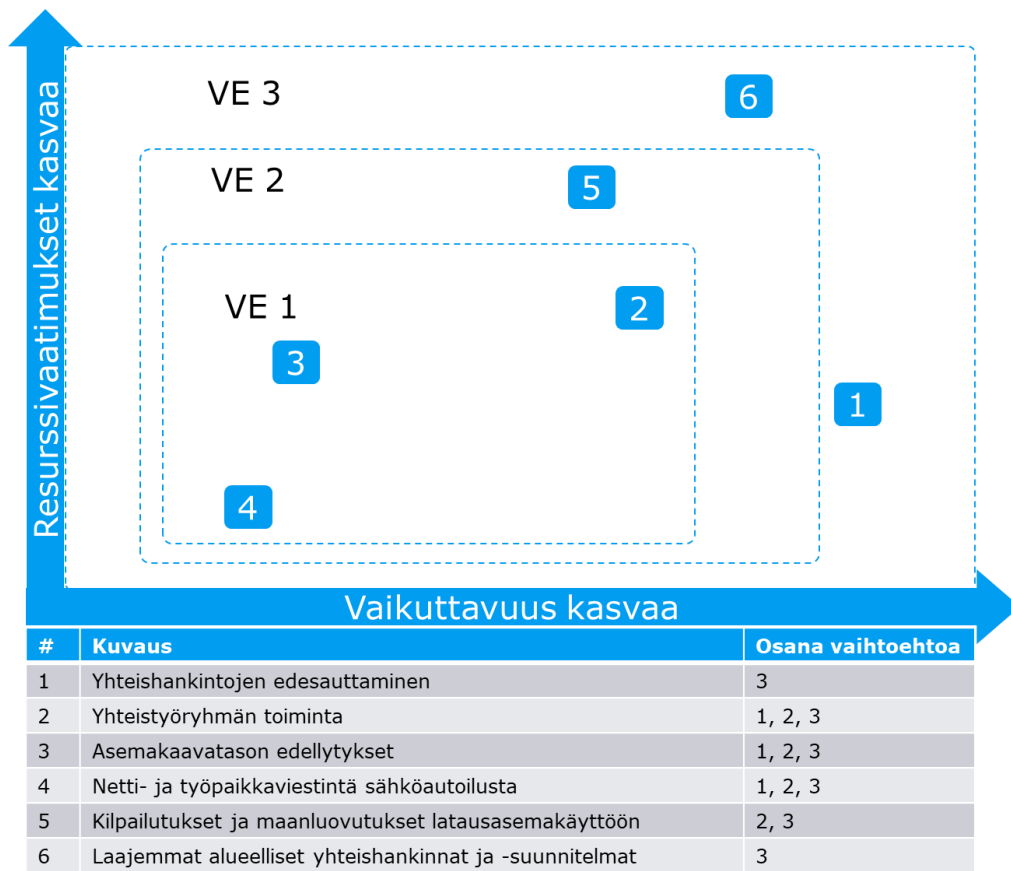 Resurssivaatimukset kasvaa
VE 3
6
VE 2
5
VE 1
2
3
1
4
Vaikuttavuus kasvaa
# Kuvaus Osana vaihtoehtoa
1 Yhteishankintojen edesauttaminen 3
2 Yhteistyöryhmän toiminta 1, 2, 3
3 Asemakaavatason edellytykset 1, 2, 3
4 Netti- ja työpaikkaviestintä sähköautoilusta 1, 2, 3
5 Kilpailutukset ja maanluovutukset latausasemakäyttöön 2, 3
6 Laajemmat alueelliset yhteishankinnat ja -suunnitelmat 3